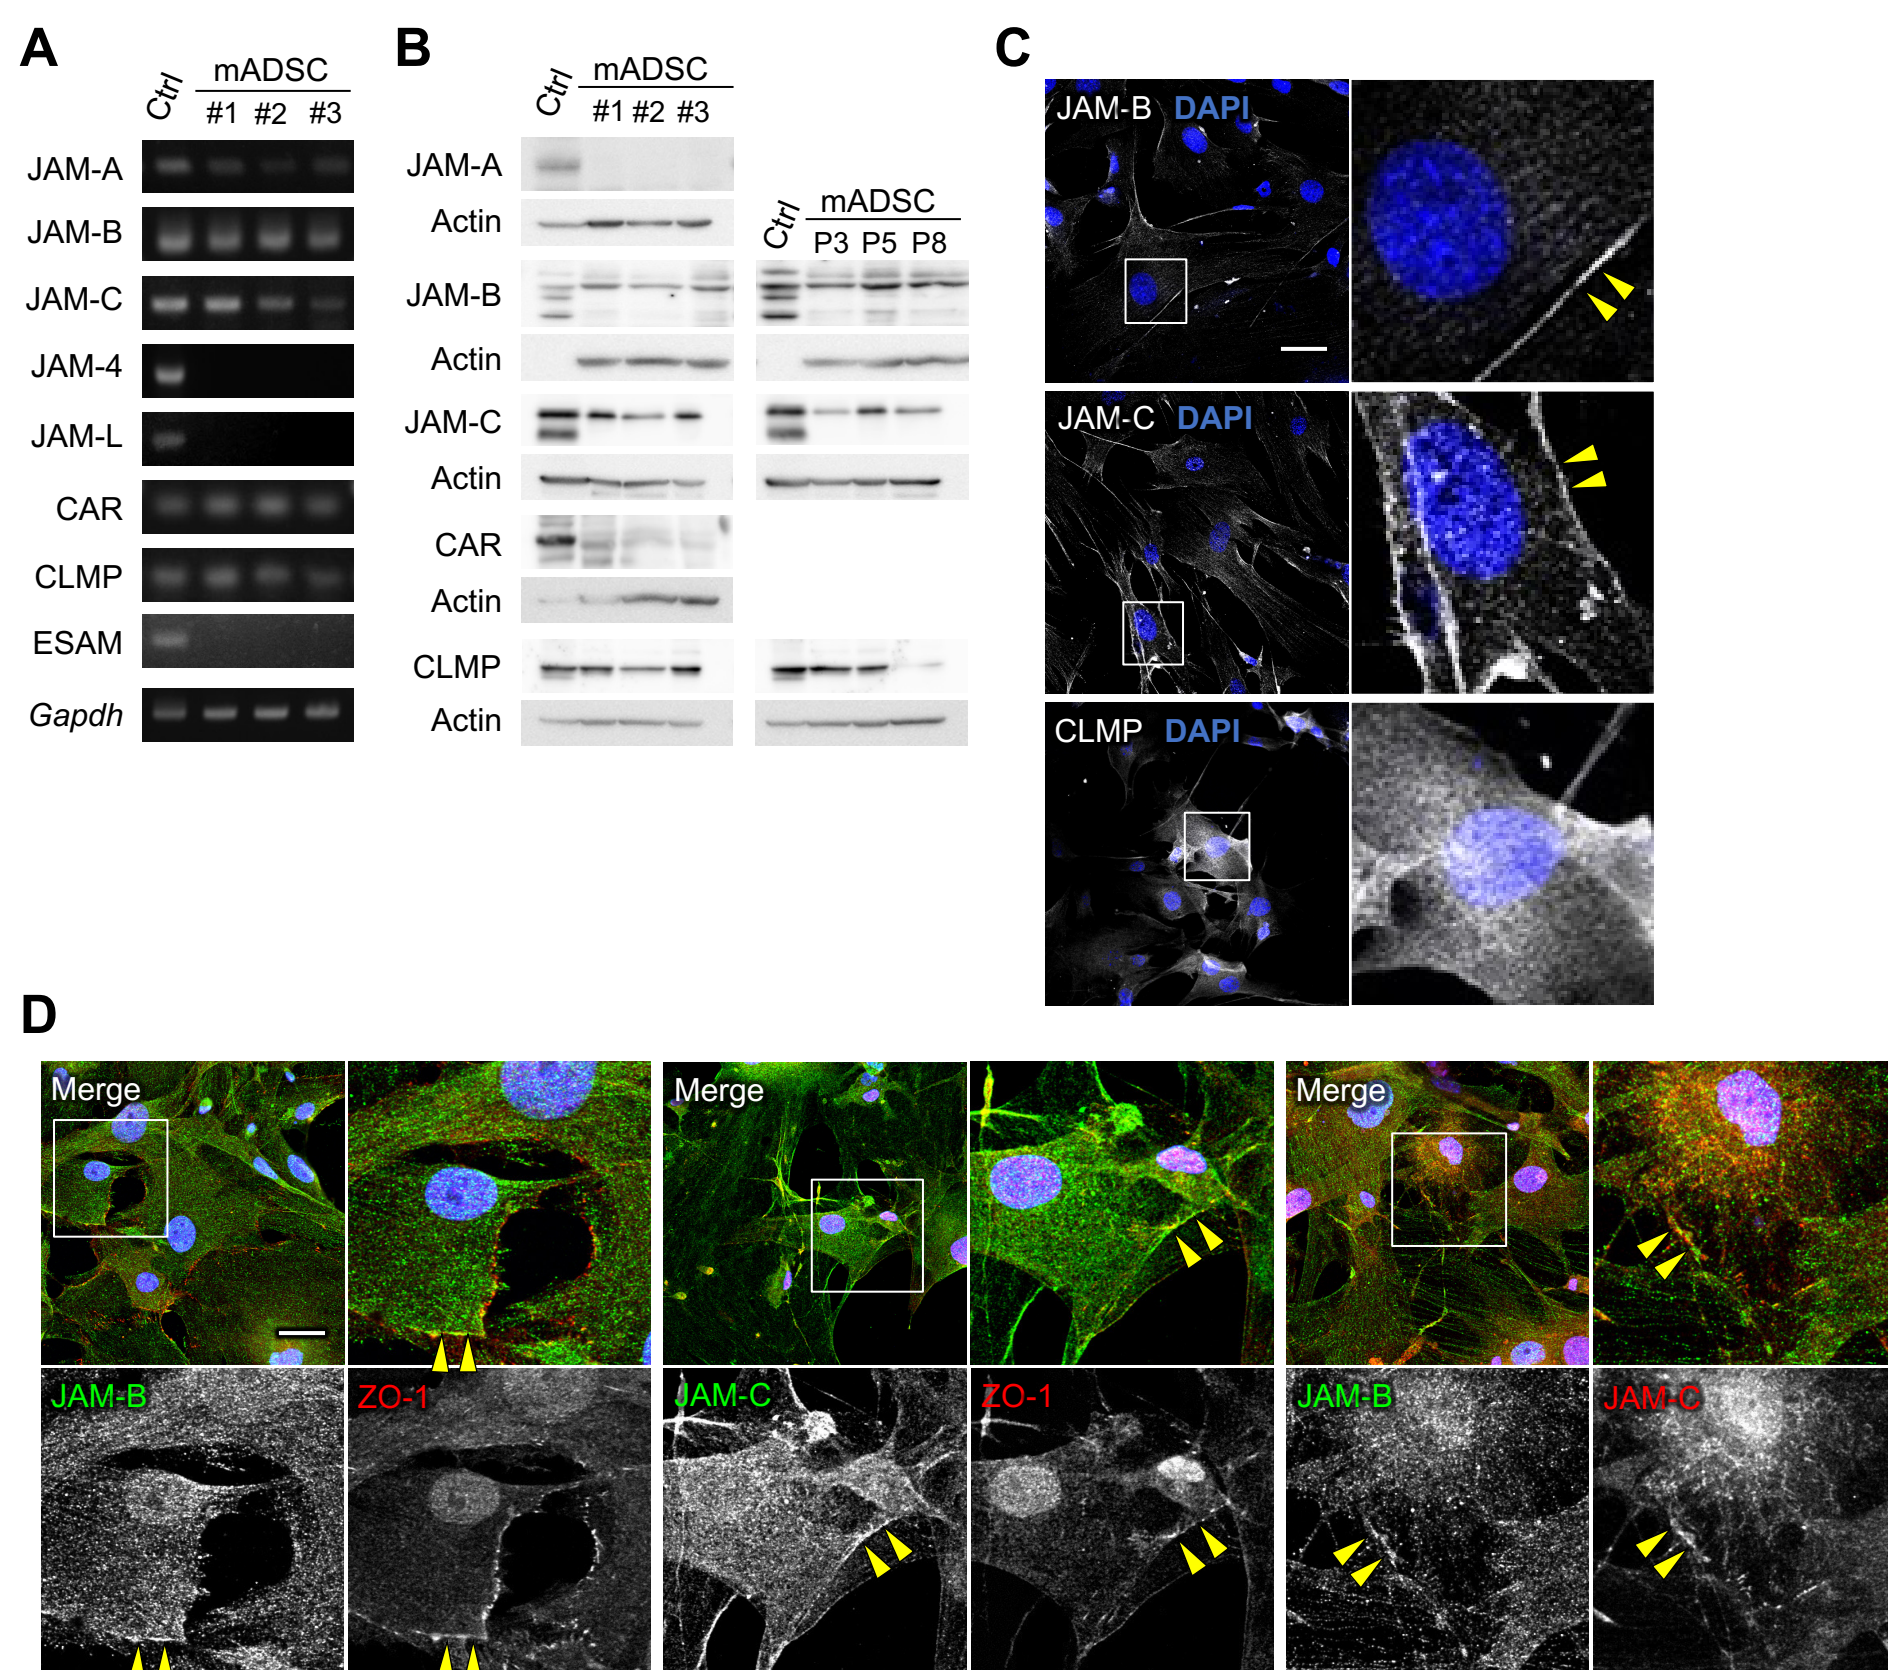 A
Ctrl
mADSC
#1 #2 #3
JAM-A
JAM-B
JAM-C
JAM-4
JAM-L
CAR
CLMP
ESAM
Gapdh
B
Ctrl
mADSC
#1 #2 #3
JAM-A
Actin
JAM-B
Actin
JAM-C
Actin
CAR
Actin
CLMP
Actin
Ctrl
mADSC
P3 P5 P8
C
JAM-B DAPI
JAM-C DAPI
CLMP DAPI
D
Merge
Merge
Merge
JAM-B
ZO-1
JAM-C
ZO-1
JAM-B
JAM-C